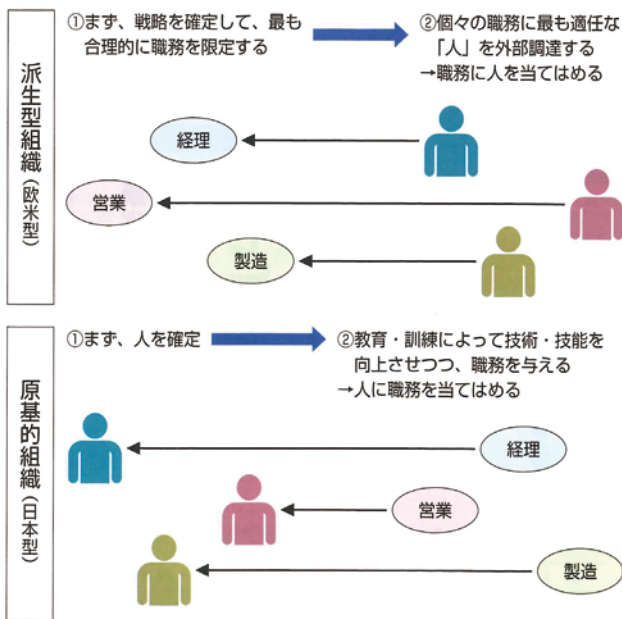 派生型組織（欧米型）
①まず、戦略を確定して、最も
合理的に職務を限定する
②個々の職務に最も適任な
「人」を外部調達する
→職務に人を当てはめる
経理
営業
製造
原基的組織（日本型）
①まず、人を確定
②教育・訓練によって技術・技能を
向上させつつ、職務を与える
→人に職務を当てはめる
経理
営業
製造